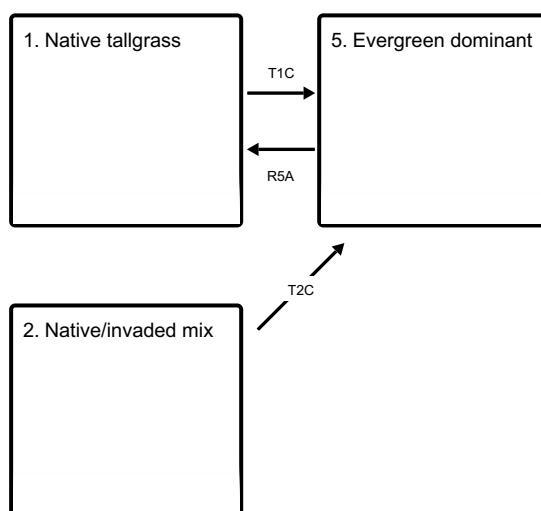 1. Native tallgrass
5. Evergreen dominant
T1C
R5A
T2C
2. Native/invaded mix